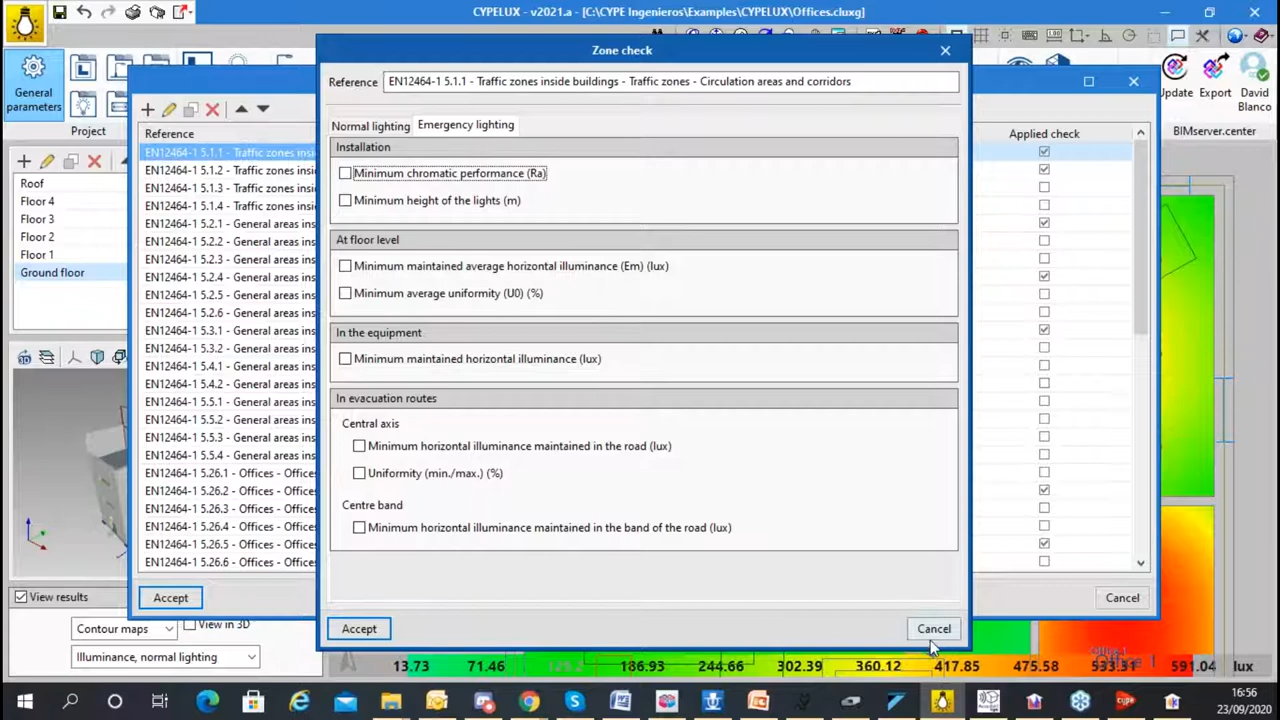 CYPELUX - v2021.a - [C:\CYPE Ingenieros\Examples\CYPELUX\Offices.cluxg]
General
parameters
Project
Update
Export
David
Blanco
BIMserver.center
Roof
Floor 4
Floor 3
Floor 2
Floor 1
Ground floor
View results
Contour maps
View in 3D
Illuminance, normal lighting
Reference
EN12464-1 5.1.1 - Traffic zones insi
EN12464-1 5.1.2 - Traffic zones insi
EN12464-1 5.1.3 - Traffic zones insi
EN12464-1 5.1.4 - Traffic zones insi
EN12464-1 5.2.1 - General areas ins
EN12464-1 5.2.2 - General areas ins
EN12464-1 5.2.3 - General areas ins
EN12464-1 5.2.4 - General areas ins
EN12464-1 5.2.5 - General areas ins
EN12464-1 5.2.6 - General areas ins
EN12464-1 5.3.1 - General areas ins
EN12464-1 5.3.2 - General areas ins
EN12464-1 5.4.1 - General areas ins
EN12464-1 5.4.2 - General areas ins
EN12464-1 5.5.1 - General areas ins
EN12464-1 5.5.2 - General areas ins
EN12464-1 5.5.3 - General areas ins
EN12464-1 5.5.4 - General areas ins
EN12464-1 5.26.1 - Offices - Offices
EN12464-1 5.26.2 - Offices - Offices
EN12464-1 5.26.3 - Offices - Offices
EN12464-1 5.26.4 - Offices - Offices
EN12464-1 5.26.5 - Offices - Offices
EN12464-1 5.26.6 - Offices - Offices
Applied check
Accept
Cancel
Zone check
Reference EN12464-1 5.1.1 - Traffic zones inside buildings - Traffic zones - Circulation areas and corridors
Normal lighting Emergency lighting
Installation
Minimum chromatic performance (Ra)
Minimum height of the lights (m)
At floor level
Minimum maintained average horizontal illuminance (Em) (lux)
Minimum average uniformity (U0) (%)
In the equipment
Minimum maintained horizontal illuminance (lux)
In evacuation routes
Central axis
Minimum horizontal illuminance maintained in the road (lux)
Uniformity (min./max.) (%)
Centre band
Minimum horizontal illuminance maintained in the band of the road (lux)
Accept
Cancel
Office 1
13.73 71.46 129.2 186.93 244.66 302.39 360.12 417.85 475.58 533.31 591.04 lux
16:56
23/09/2020